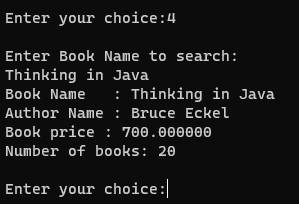 Enter your choice:4
Enter Book Name to search:
Thinking in Java
Book Name   : Thinking in Java
Author Name : Bruce Eckel
Book price : 700.000000
Number of books: 20
Enter your choice: